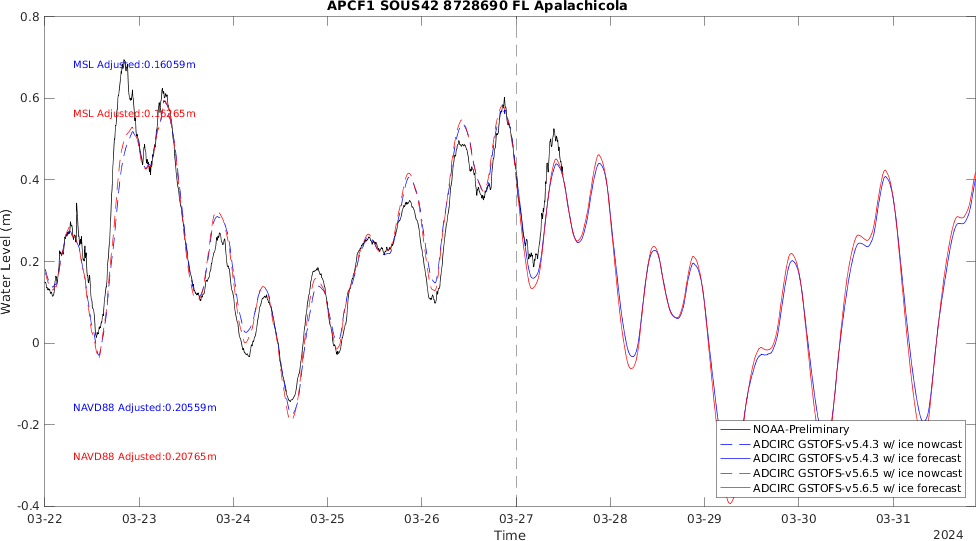 APCF1 SOUS42 8728690 FL Apalachicola
0.8
0.6
0.4
0.2
0
-0.2
-0.4
Water Level (m)
MSL Adjusted:0.16059m
MSL Adjusted:0.16265m
NAVD88 Adjusted:0.20559m
NAVD88 Adjusted:0.20765m
NOAA-Preliminary
ADCIRC GSTOFS-v5.4.3 w/ ice nowcast
ADCIRC GSTOFS-v5.4.3 w/ ice forecast
ADCIRC GSTOFS-v5.6.5 w/ ice nowcast
ADCIRC GSTOFS-v5.6.5 w/ ice forecast
03-22 03-23 03-24 03-25 03-26 03-27 03-28 03-29 03-30 03-31
Time
2024